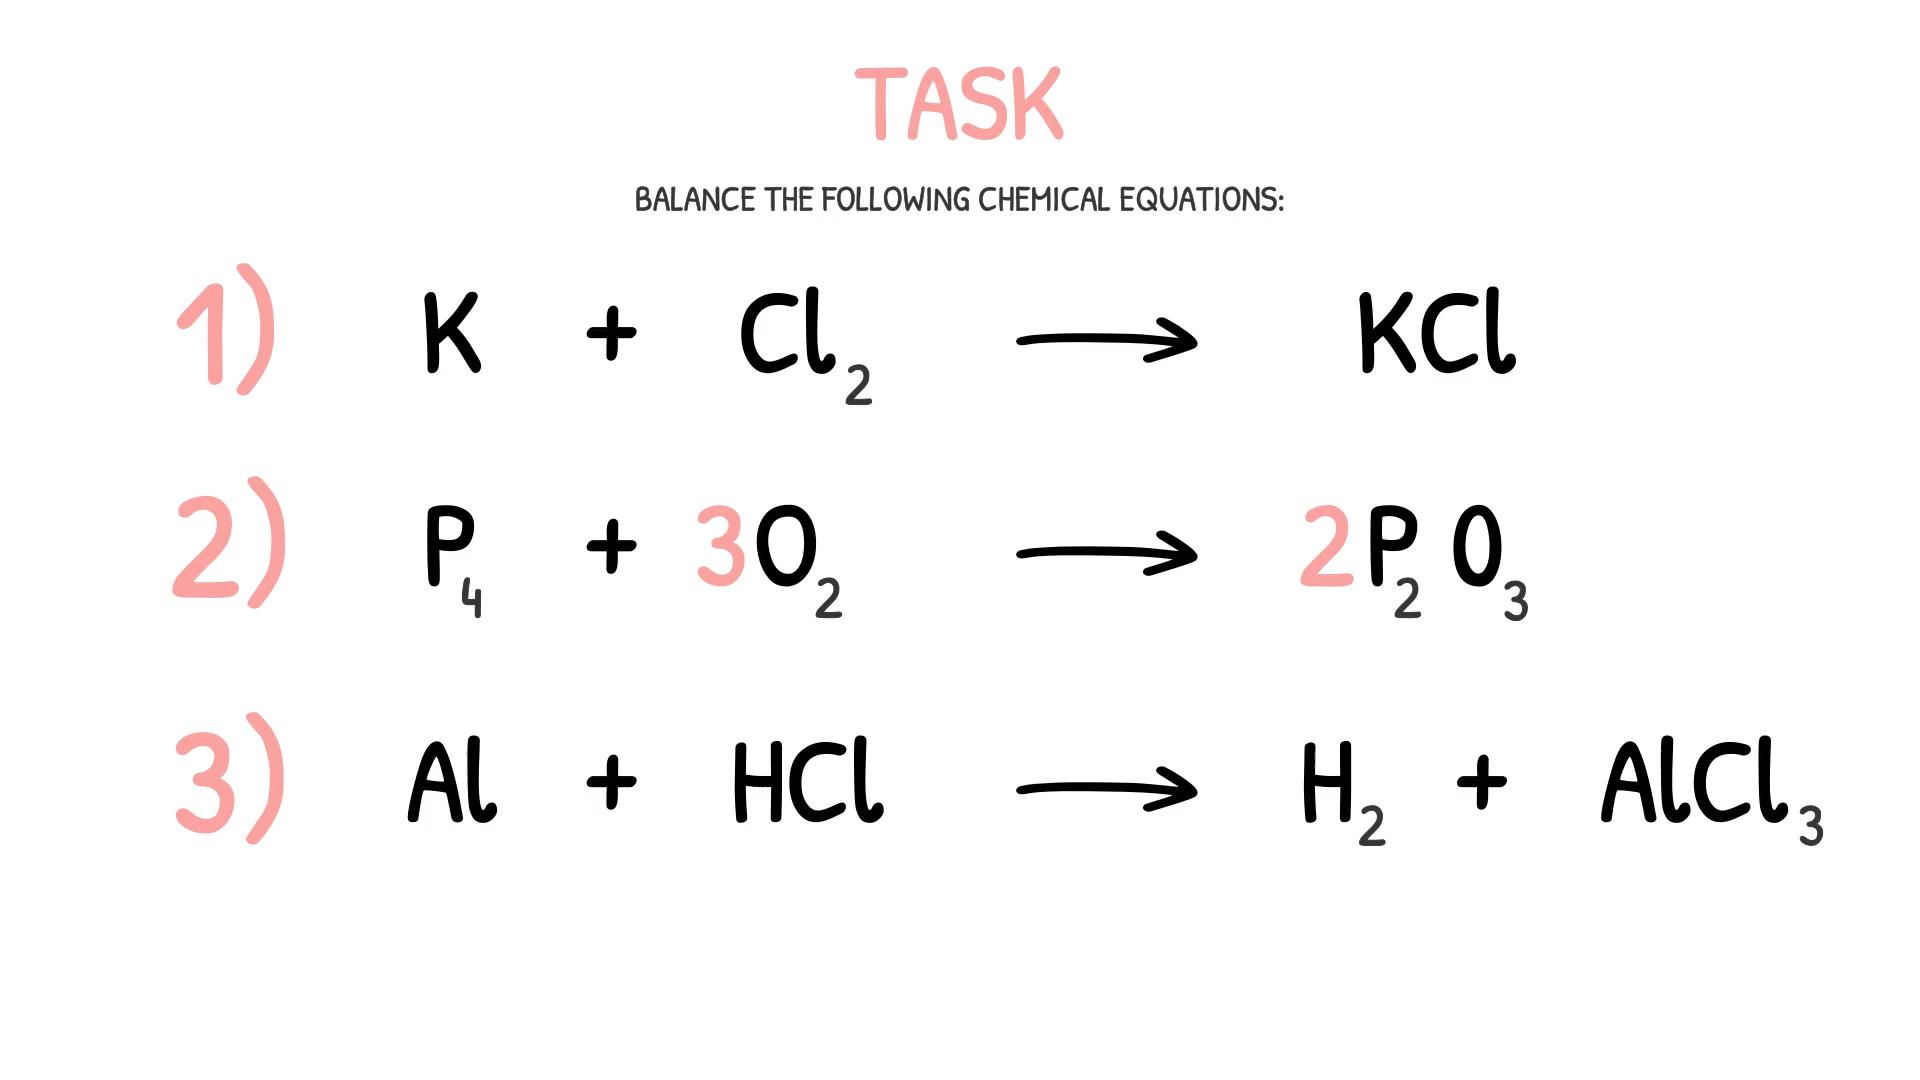 TASK
BALANCE THE FOLLOWING CHEMICAL EQUATIONS:
1) K + Cl₂ → KCl
2) P₄ + 3O₂ → 2P₂O₃
3) Al + HCl → H₂ + AlCl₃